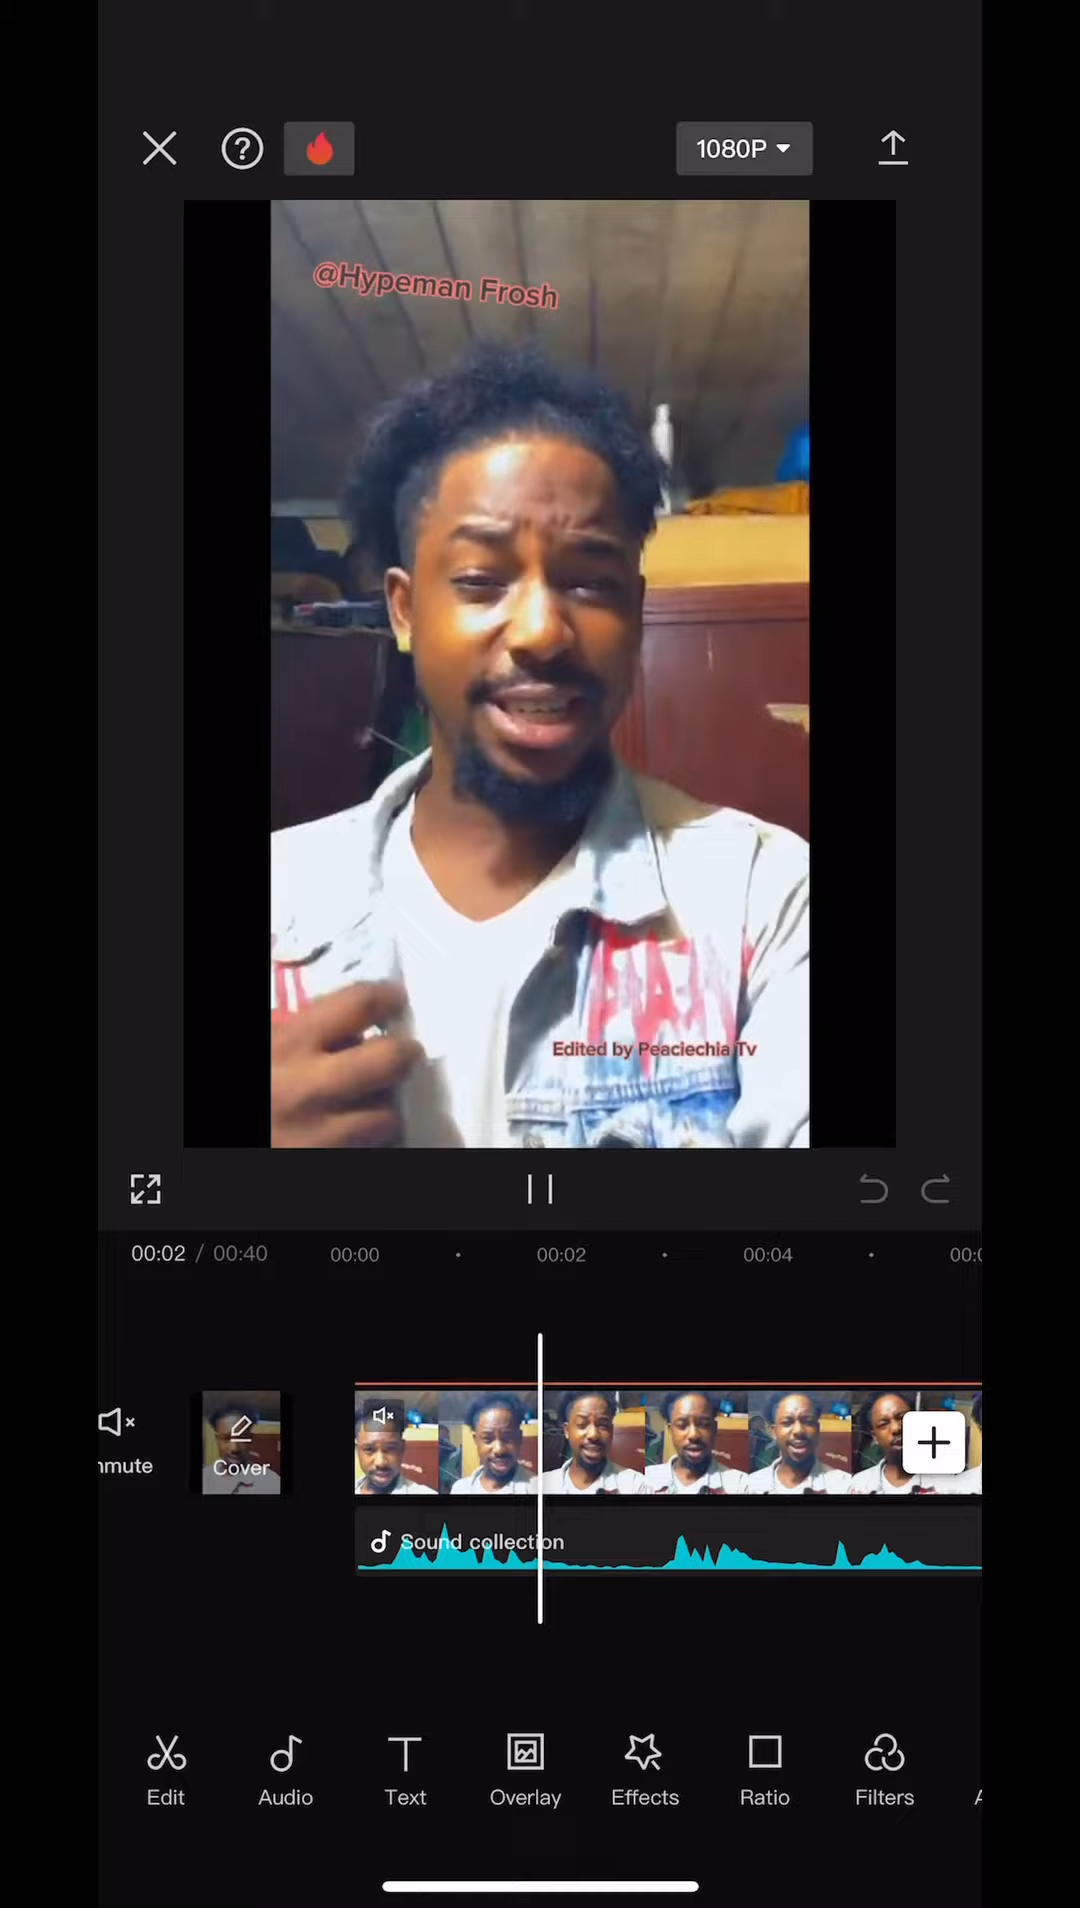 1080P
@Hypeman Frosh
Edited by Peaciechia Tv
00:02 / 00:40
00:00
00:02
00:04
nmute
Cover
Sound collection
Edit
Audio
Text
Overlay
Effects
Ratio
Filters